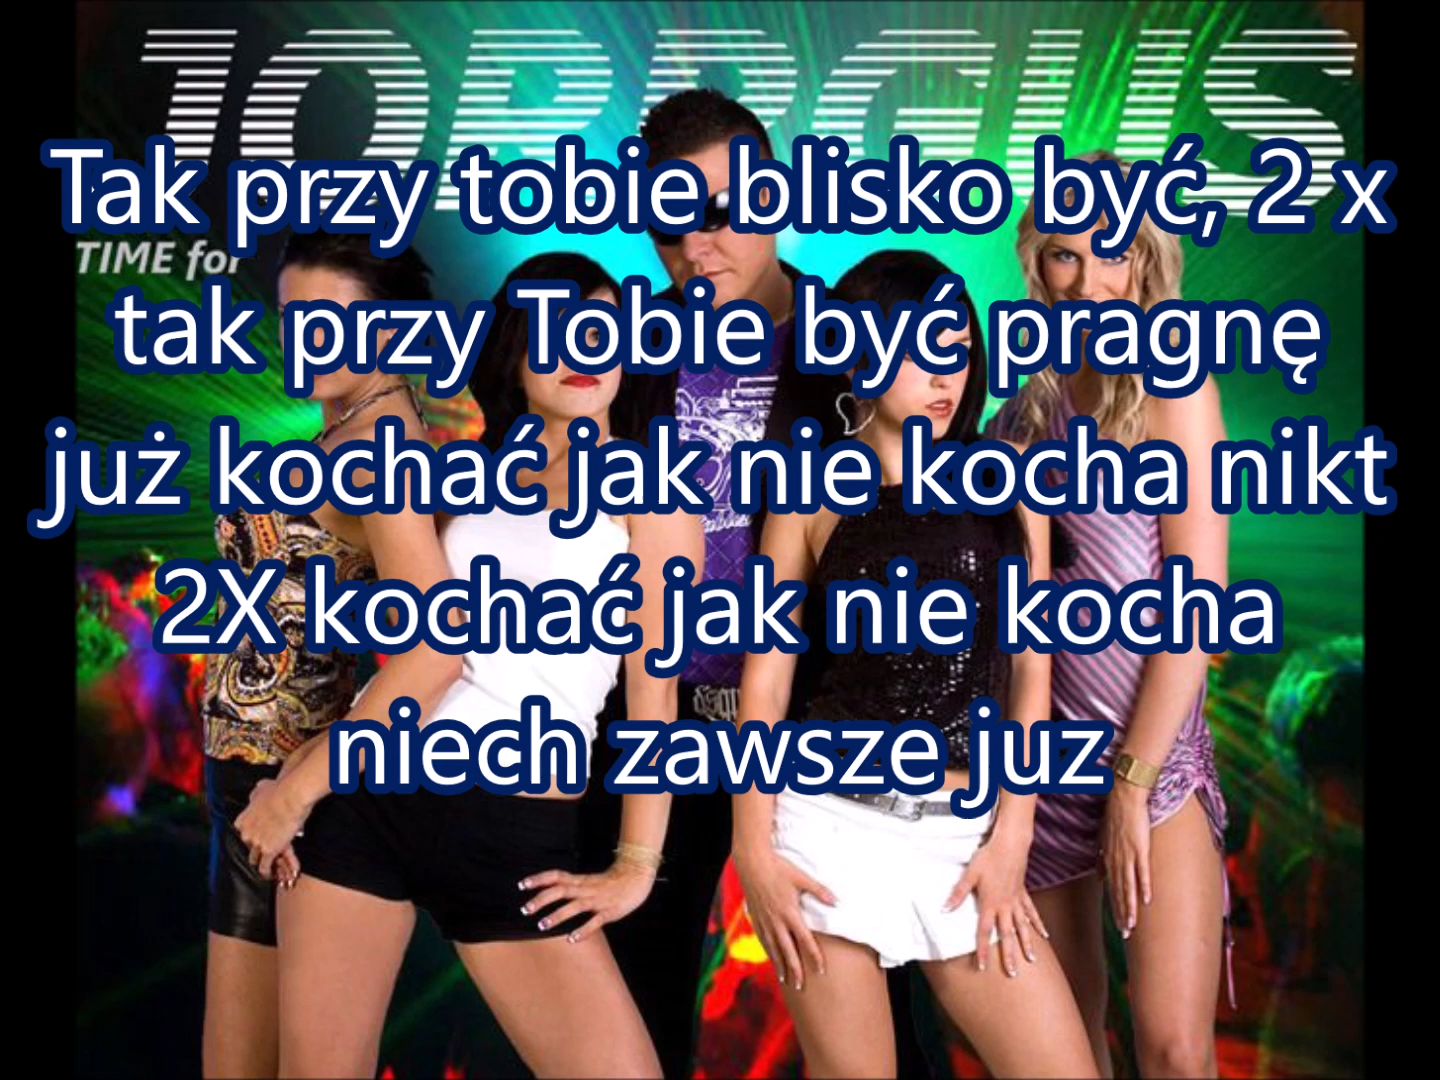 TORRGUS
TIME for
Tak przy tobie blisko być, 2 x
tak przy Tobie być pragnę
już kochać jak nie kocha nikt
2X kochać jak nie kocha
niech zawsze juz